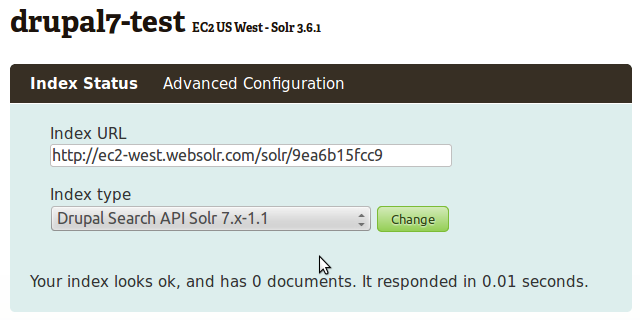 drupal7-test EC2 US West - Solr 3.6.1
Index Status Advanced Configuration
Index URL
http://ec2-west.websolr.com/solr/9ea6b15fcc9
Index type
Drupal Search API Solr 7.x-1.1 Change
Your index looks ok, and has 0 documents. It responded in 0.01 seconds.